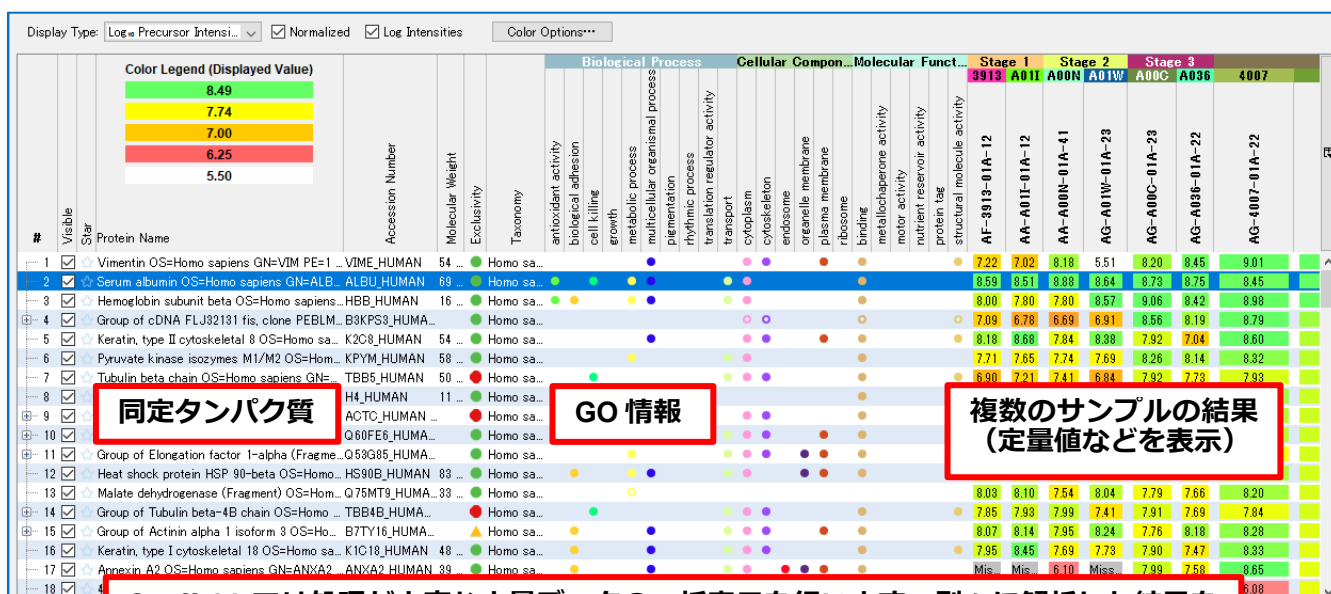 Display Type: Log₁₀ Precursor Intensi... Normalized Log Intensities Color Options...
Color Legend (Displayed Value)
8.49
7.74
7.00
6.25
5.50
Biological Process Cellular Compon... Molecular Funct... Stage 1 Stage 2 Stage 3
3913 A01I A00N A01W A00C A036 4007
# Visible Star Protein Name Accession Number Molecular Weight Exclusivity Taxonomy antioxidant activity biological adhesion cell killing growth metabolic process multicellular organismal process pigmentation rhythmic process translation regulator activity transport cytoplasm cytoskeleton endosome organelle membrane plasma membrane ribosome binding metallochaperone activity motor activity nutrient reservoir activity protein tag structural molecule activity AF-3913-01A-12 AA-A01I-01A-12 AA-A00N-01A-41 AG-A01W-01A-23 AG-A00C-01A-23 AG-A036-01A-22 AG-4007-01A-22
1 Vimentin OS=Homo sapiens GN=VIM PE=1 ... VIME_HUMAN 54 ... Homo sa... 7.22 7.02 8.18 5.51 8.20 8.45 9.01
2 Serum albumin OS=Homo sapiens GN=ALB... ALBU_HUMAN 69 ... Homo sa... 8.59 8.51 8.88 8.64 8.73 8.75 8.45
3 Hemoglobin subunit beta OS=Homo sapiens... HBB_HUMAN 16 ... Homo sa... 8.00 7.80 7.80 8.57 9.06 8.42 8.98
4 Group of cDNA FLJ32131 fis, clone PEBLM... B3KPS3_HUMA... Homo sa... 7.09 6.78 6.69 6.91 8.56 8.19 8.79
5 Keratin, type II cytoskeletal 8 OS=Homo sa... K2C8_HUMAN 54 ... Homo sa... 8.18 8.68 7.84 8.38 7.92 7.04 8.60
6 Pyruvate kinase isozymes M1/M2 OS=Hom... KPYM_HUMAN 58 ... Homo sa... 7.71 7.65 7.74 7.69 8.26 8.14 8.32
7 Tubulin beta chain OS=Homo sapiens GN=... TBB5_HUMAN 50 ... Homo sa... 6.90 7.21 7.41 6.84 7.92 7.73 7.93
8 H4_HUMAN 11 ... Homo sa...
9 ACTC_HUMAN ... Homo sa...
10 Q60FE6_HUMA... Homo sa...
同定タンパク質
GO 情報
複数のサンプルの結果
（定量値などを表示）
11 Group of Elongation factor 1-alpha (Fragme... Q53G85_HUMA... Homo sa...
12 Heat shock protein HSP 90-beta OS=Homo... HS90B_HUMAN 83 ... Homo sa...
13 Malate dehydrogenase (Fragment) OS=Hom... Q75MT9_HUMA... 33 ... Homo sa... 8.03 8.10 7.54 8.04 7.79 7.66 8.20
14 Group of Tubulin beta-4B chain OS=Homo ... TBB4B_HUMA... Homo sa... 7.85 7.93 7.99 7.41 7.91 7.69 7.84
15 Group of Actinin alpha 1 isoform 3 OS=Ho... B7TY16_HUMA... Homo sa... 8.07 8.14 7.95 8.24 7.76 8.18 8.28
16 Keratin, type I cytoskeletal 18 OS=Homo sa... K1C18_HUMAN 48 ... Homo sa... 7.95 8.45 7.69 7.73 7.90 7.47 8.33
17 Annexin A2 OS=Homo sapiens GN=ANXA2 ... ANXA2_HUMAN 39 ... Homo sa... Mis... Mis... 6.10 Miss... 7.99 7.58 8.65
18 6.08